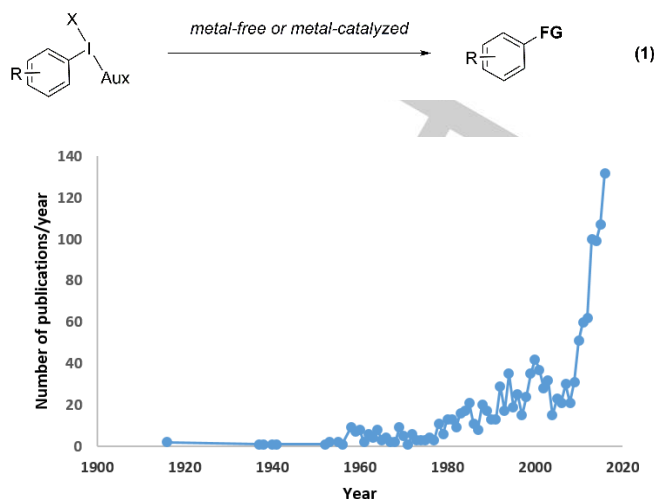 X
I
R
Aux
metal-free or metal-catalyzed
FG
R
(1)
140
120
100
80
60
40
20
0
1900
1920
1940
1960
1980
2000
2020
Number of publications/year
Year